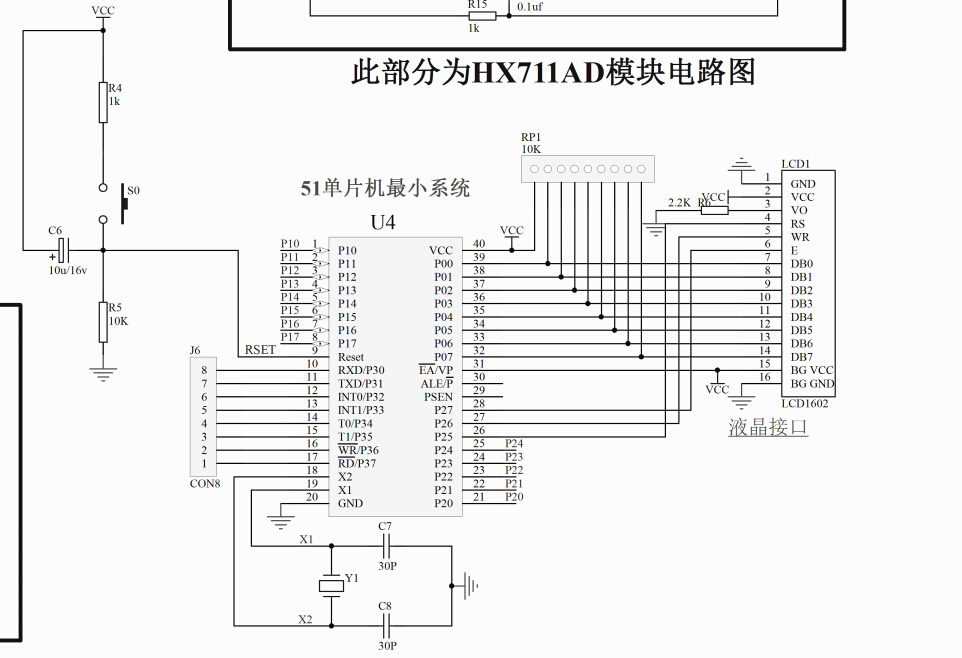 VCC
R15
0.1uf
1k
此部分为HX711AD模块电路图
R4
1k
S0
C6
10u/16v
R5
10K
RSET
51单片机最小系统
U4
RP1
10K
VCC
P10 1 P10 VCC 40
P11 2 P11 P00 39
P12 3 P12 P01 38
P13 4 P13 P02 37
P14 5 P14 P03 36
P15 6 P15 P04 35
P16 7 P16 P05 34
P17 8 P17 P06 33
9 Reset P07 32
10 RXD/P30 EA/VP 31
11 TXD/P31 ALE/P 30
12 INT0/P32 PSEN 29
13 INT1/P33 P27 28
14 T0/P34 P26 27
15 T1/P35 P25 26
16 WR/P36 P24 25 P24
17 RD/P37 P23 24 P23
18 X2 P22 23 P22
19 X1 P21 22 P21
20 GND P20 21 P20
J6
8
7
6
5
4
3
2
1
CON8
LCD1
1 GND
VCC 2 VCC
2.2K R6 3 VO
4 RS
5 WR
6 E
7 DB0
8 DB1
9 DB2
10 DB3
11 DB4
12 DB5
13 DB6
14 DB7
15 BG VCC
16 BG GND
VCC
LCD1602
液晶接口
X1
C7
30P
Y1
X2
C8
30P